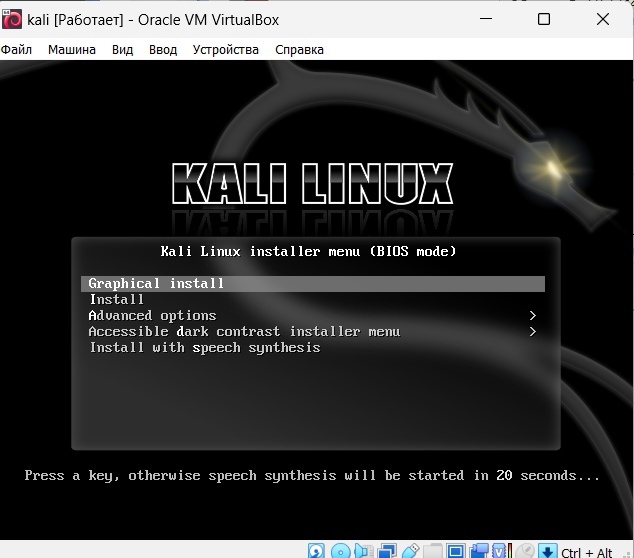 kali [Работает] - Oracle VM VirtualBox
Файл Машина Вид Ввод Устройства Справка
KALI LINUX
Kali Linux installer menu (BIOS mode)
Graphical install
Install
Advanced options >
Accessible dark contrast installer menu >
Install with speech synthesis
Press a key, otherwise speech synthesis will be started in 20 seconds...
Ctrl + Alt